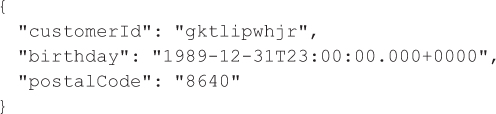 {
  "customerId": "gktlipwhjr",
  "birthday": "1989-12-31T23:00:00.000+0000",
  "postalCode": "8640"
}